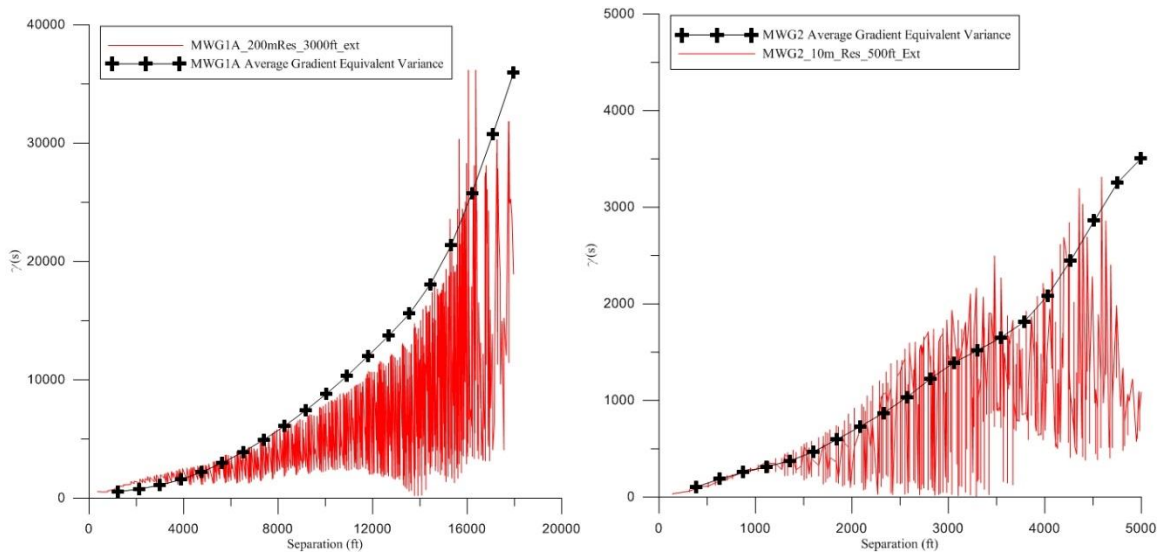 40000
30000
20000
10000
0
γ(s)
MWG1A_200mRes_3000ft_ext
MWG1A Average Gradient Equivalent Variance
0 4000 8000 12000 16000 20000
Separation (ft)
5000
4000
3000
2000
1000
0
γ(s)
MWG2 Average Gradient Equivalent Variance
MWG2_10m_Res_500ft_Ext
0 1000 2000 3000 4000 5000
Separation (ft)